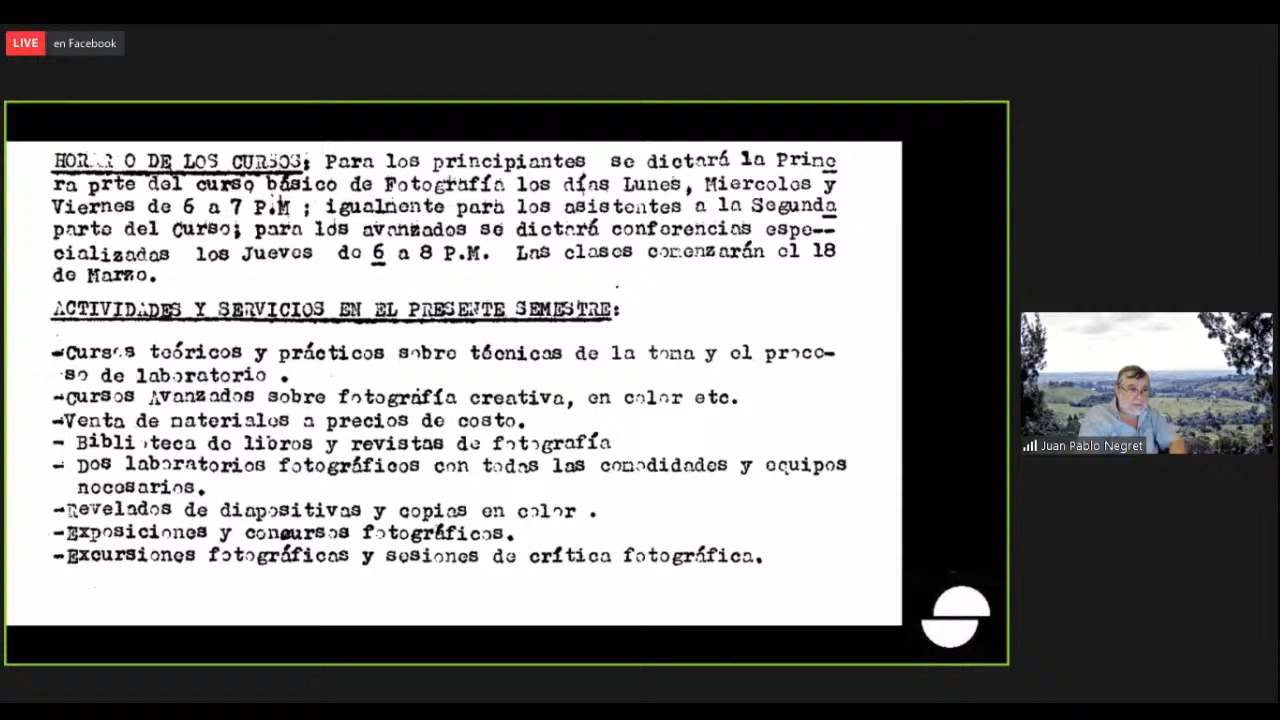 LIVE en Facebook
HORARIO DE LOS CURSOS: Para los principiantes se dictará la Prime
ra prte del curso básico de Fotografía los días Lunes, Miercoles y
Viernes de 6 a 7 P.M ; igualmente para los asistentes a la Segunda
parte del Curso; para los avanzados se dictará conferencias espe--
cializadas los Jueves de 6 a 8 P.M. Las clases comenzarán el 18
de Marzo.
ACTIVIDADES Y SERVICIOS EN EL PRESENTE SEMESTRE:
-Cursos teóricos y prácticos sobre técnicas de la toma y el proce-
so de laboratorio .
-Cursos Avanzados sobre fotografía creativa, en color etc.
-Venta de materiales a precios de costo.
- Biblioteca de libros y revistas de fotografía
- Dos laboratorios fotográficos con todas las comodidades y equipos
necesarios.
-Revelados de diapositivas y copias en color .
-Exposiciones y concursos fotográficos.
-Excursiones fotográficas y sesiones de crítica fotográfica.
Juan Pablo Negret